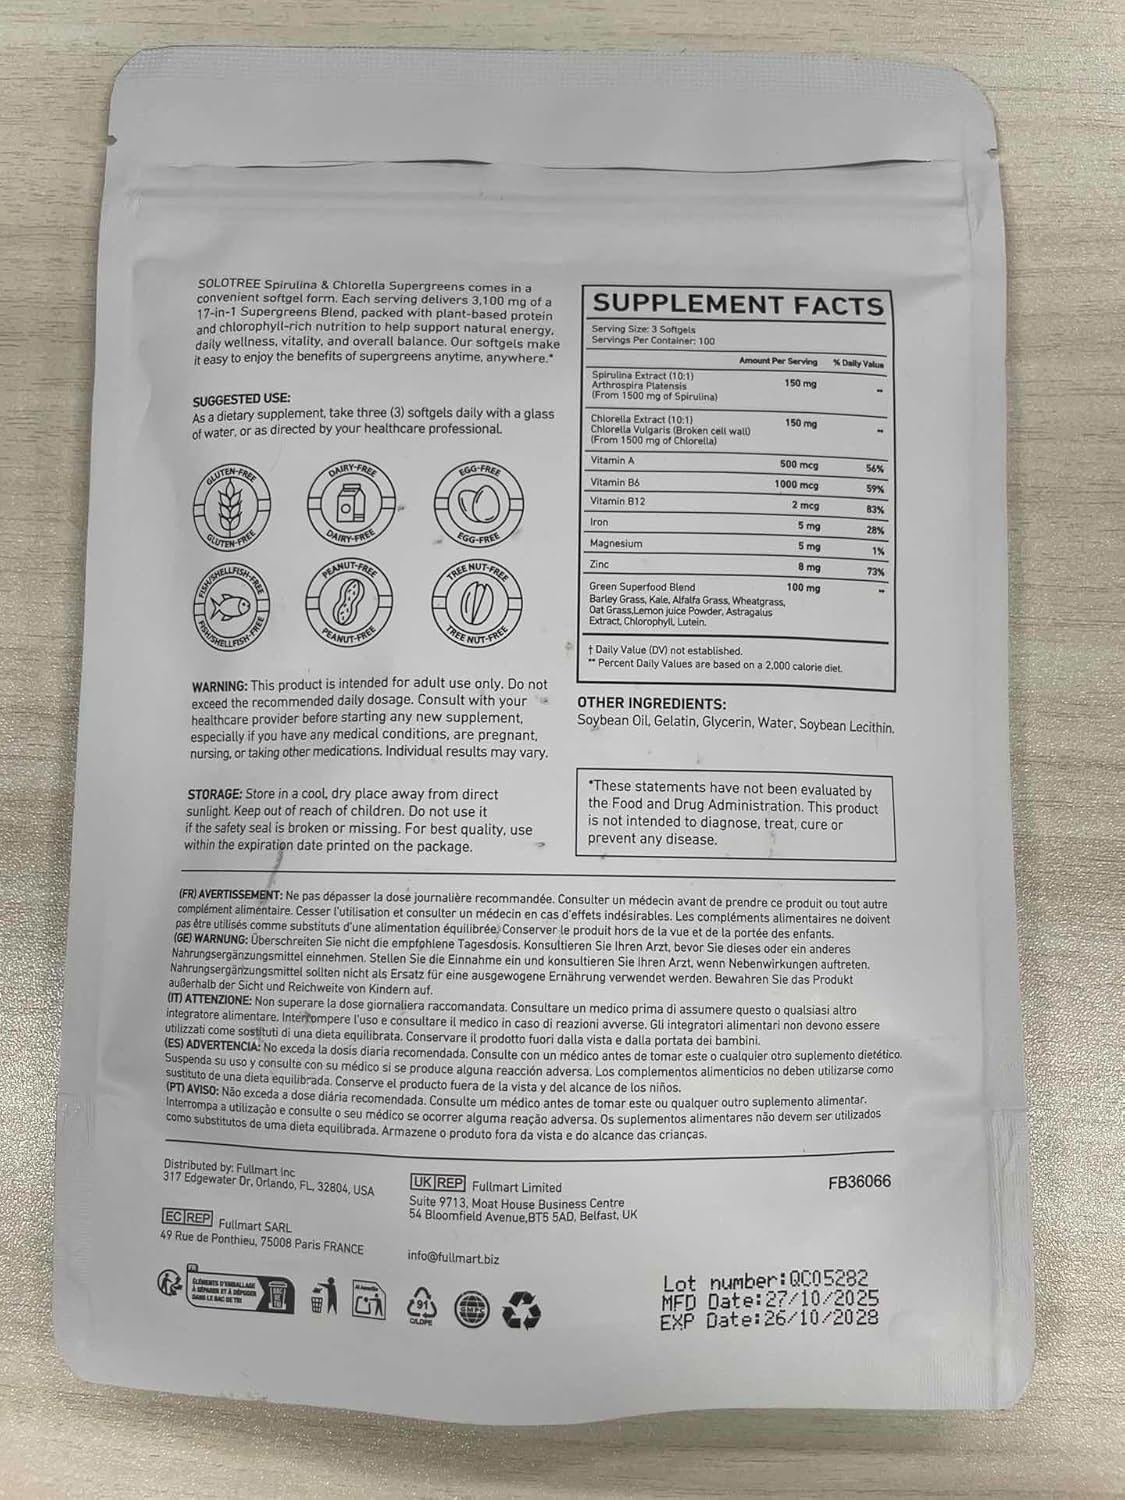 SOLOTREE Spirulina & Chlorella Supergreens comes in a
convenient softgel form. Each serving delivers 3,100 mg of a
17-in-1 Supergreens Blend, packed with plant-based protein
and chlorophyll-rich nutrition to help support natural energy,
daily wellness, vitality, and overall balance. Our softgels make
it easy to enjoy the benefits of supergreens anytime, anywhere.*
SUGGESTED USE:
As a dietary supplement, take three (3) softgels daily with a glass
of water, or as directed by your healthcare professional.
GLUTEN-FREE
GLUTEN-FREE
DAIRY-FREE
DAIRY-FREE
EGG-FREE
EGG-FREE
FISH/SHELLFISH-FREE
FISH/SHELLFISH-FREE
PEANUT-FREE
PEANUT-FREE
TREE NUT-FREE
TREE NUT-FREE
WARNING: This product is intended for adult use only. Do not
exceed the recommended daily dosage. Consult with your
healthcare provider before starting any new supplement,
especially if you have any medical conditions, are pregnant,
nursing, or taking other medications. Individual results may vary.
STORAGE: Store in a cool, dry place away from direct
sunlight. Keep out of reach of children. Do not use it
if the safety seal is broken or missing. For best quality, use
within the expiration date printed on the package.
SUPPLEMENT FACTS
Serving Size: 3 Softgels
Servings Per Container: 100
Amount Per Serving % Daily Value
Spirulina Extract (10:1)
Arthrospira Platensis 150 mg **
(From 1500 mg of Spirulina)
Chlorella Extract (10:1) 150 mg
Chlorella Vulgaris (Broken cell wall) **
(From 1500 mg of Chlorella)
Vitamin A 500 mcg 56%
Vitamin B6 1000 mcg 59%
Vitamin B12 2 mcg 83%
Iron 5 mg 28%
Magnesium 5 mg 1%
Zinc 8 mg 73%
Green Superfood Blend 100 mg **
Barley Grass, Kale, Alfalfa Grass, Wheatgrass,
Oat Grass,Lemon juice Powder, Astragalus
Extract, Chlorophyll, Lutein.
† Daily Value (DV) not established.
** Percent Daily Values are based on a 2,000 calorie diet.
OTHER INGREDIENTS:
Soybean Oil, Gelatin, Glycerin, Water, Soybean Lecithin.
*These statements have not been evaluated by
the Food and Drug Administration. This product
is not intended to diagnose, treat, cure or
prevent any disease.
(FR) AVERTISSEMENT: Ne pas dépasser la dose journalière recommandée. Consulter un médecin avant de prendre ce produit ou tout autre
complément alimentaire. Cesser l'utilisation et consulter un médecin en cas d'effets indésirables. Les compléments alimentaires ne doivent
pas être utilisés comme substituts d'une alimentation équilibrée. Conserver le produit hors de la vue et de la portée des enfants.
(GE) WARNUNG: Überschreiten Sie nicht die empfohlene Tagesdosis. Konsultieren Sie Ihren Arzt, bevor Sie dieses oder ein anderes
Nahrungsergänzungsmittel einnehmen. Stellen Sie die Einnahme ein und konsultieren Sie Ihren Arzt, wenn Nebenwirkungen auftreten.
Nahrungsergänzungsmittel sollten nicht als Ersatz für eine ausgewogene Ernährung verwendet werden. Bewahren Sie das Produkt
außerhalb der Sicht und Reichweite von Kindern auf.
(IT) ATTENZIONE: Non superare la dose giornaliera raccomandata. Consultare un medico prima di assumere questo o qualsiasi altro
integratore alimentare. Interrompere l'uso e consultare il medico in caso di reazioni avverse. Gli integratori alimentari non devono essere
utilizzati come sostituti di una dieta equilibrata. Conservare il prodotto fuori dalla vista e dalla portata dei bambini.
(ES) ADVERTENCIA: No exceda la dosis diaria recomendada. Consulte con un médico antes de tomar este o cualquier otro suplemento dietético.
Suspenda su uso y consulte con su médico si se produce alguna reacción adversa. Los complementos alimenticios no deben utilizarse como
sustituto de una dieta equilibrada. Conserve el producto fuera de la vista y del alcance de los niños.
(PT) AVISO: Não exceda a dose diária recomendada. Consulte um médico antes de tomar este ou qualquer outro suplemento alimentar.
Interrompa a utilização e consulte o seu médico se ocorrer alguma reação adversa. Os suplementos alimentares não devem ser utilizados
como substitutos de uma dieta equilibrada. Armazene o produto fora da vista e do alcance das crianças.
Distributed by: Fullmart Inc
317 Edgewater Dr, Orlando, FL, 32804, USA
EC REP Fullmart SARL
49 Rue de Ponthieu, 75008 Paris FRANCE
UK REP Fullmart Limited
Suite 9713, Moat House Business Centre
54 Bloomfield Avenue,BT5 5AD, Belfast, UK
info@fullmart.biz
FB36066
FR
ÉLÉMENTS D'EMBALLAGE
À SÉPARER ET À DÉPOSER
DANS LE BAC DE TRI
BAC
DE
TRI
91
C/LDPE
GMPC
Lot number:QC05282
MFD Date:27/10/2025
EXP Date:26/10/2028